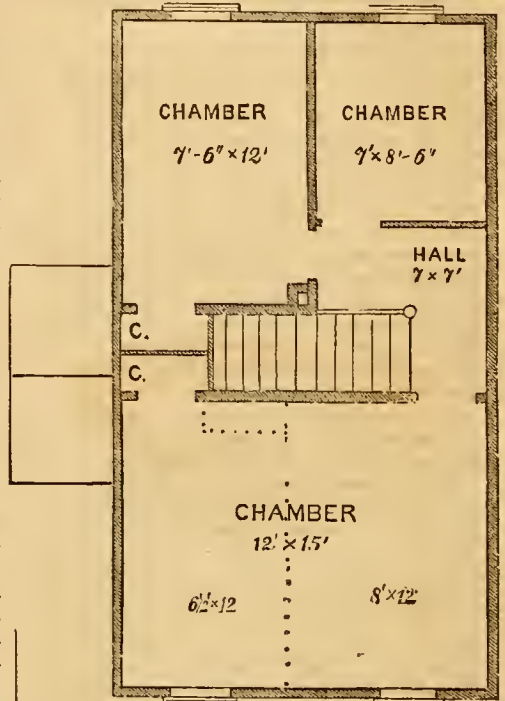 CHAMBER
7'-6" × 12'
CHAMBER
7' × 8'-6"
HALL
7 × 7'
C.
C.
CHAMBER
12' × 15'
6½' × 12
8' × 12'